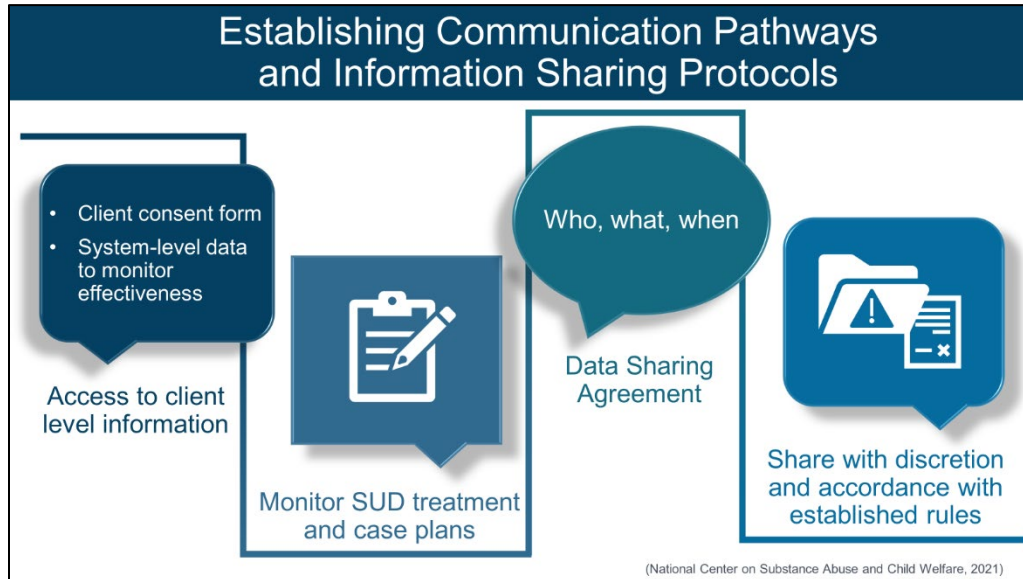 Establishing Communication Pathways
and Information Sharing Protocols
• Client consent form
• System-level data
to monitor
effectiveness
Access to client
level information
Monitor SUD treatment
and case plans
Who, what, when
Data Sharing
Agreement
Share with discretion
and accordance with
established rules
(National Center on Substance Abuse and Child Welfare, 2021)